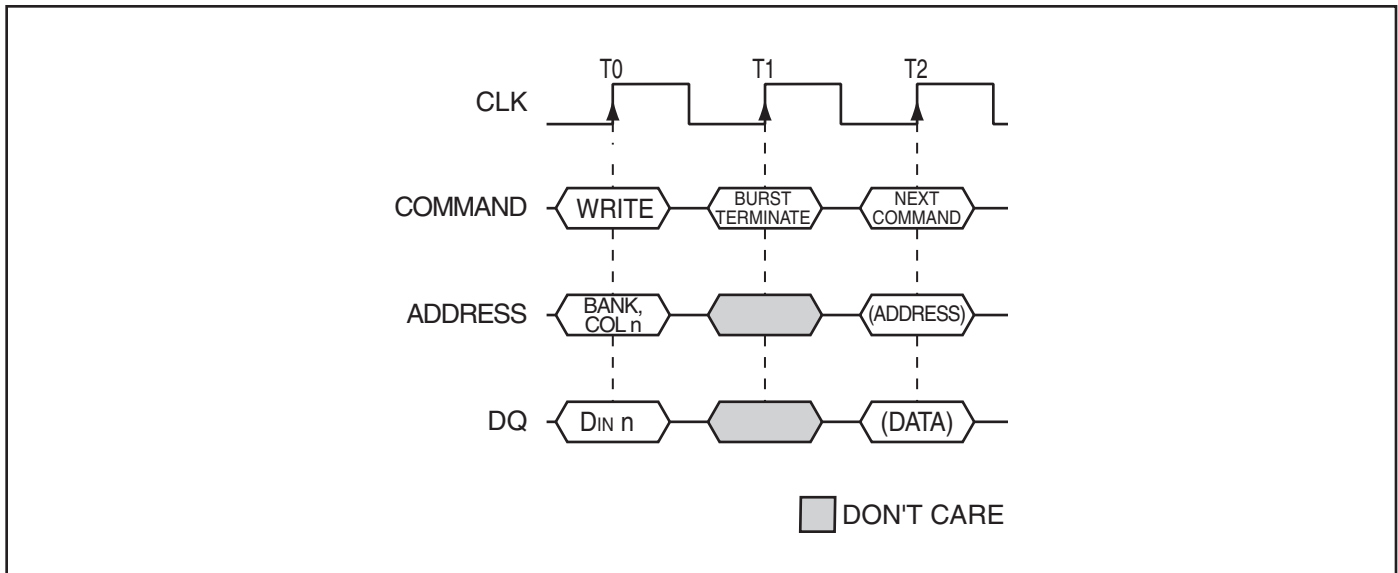 T0 T1 T2
CLK
COMMAND WRITE BURST TERMINATE NEXT COMMAND
ADDRESS BANK, COL n (ADDRESS)
DQ DIN n (DATA)
DON'T CARE